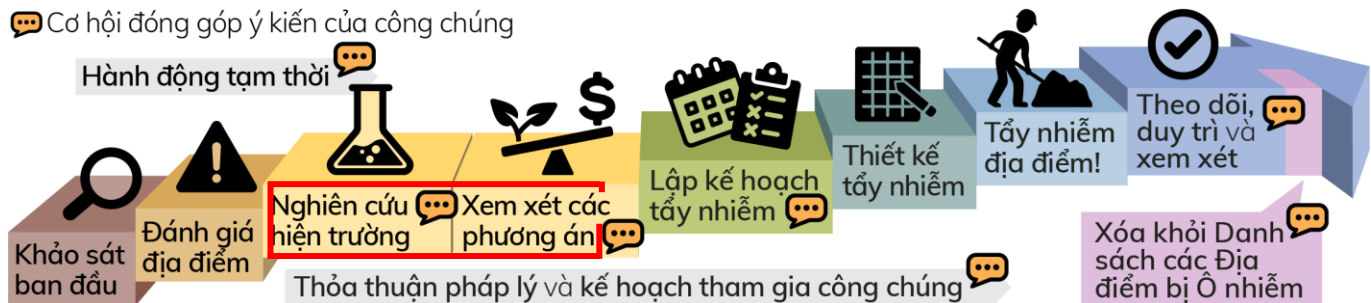 Cơ hội đóng góp ý kiến của công chúng
Hành động tạm thời
Khảo sát
ban đầu
Đánh giá
địa điểm
Nghiên cứu
hiện trường
Xem xét các
phương án
Lập kế hoạch
tẩy nhiễm
Thiết kế
tẩy nhiễm
Tẩy nhiễm
địa điểm!
Theo dõi,
duy trì và
xem xét
Xóa khỏi Danh
sách các Địa
điểm bị Ô nhiễm
Thỏa thuận pháp lý và kế hoạch tham gia công chúng